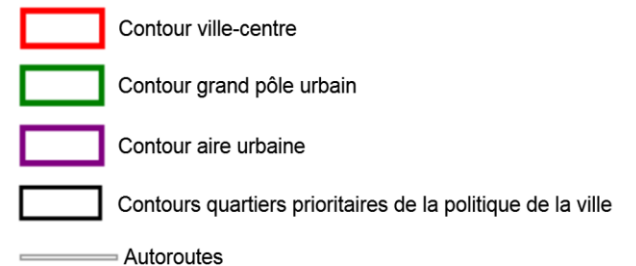 Contour ville-centre
Contour grand pôle urbain
Contour aire urbaine
Contours quartiers prioritaires de la politique de la ville
Autoroutes